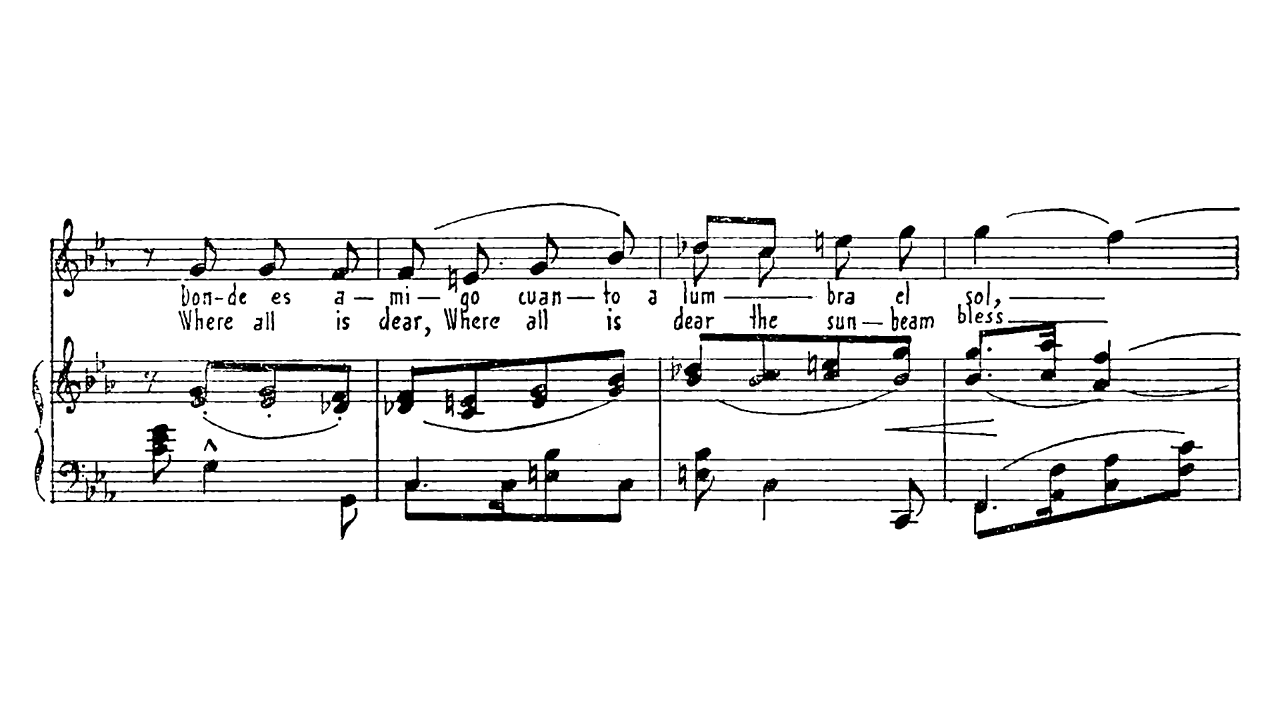 Don-de es a-mi-go cuan-to a lum-bra el sol,
Where all is dear, Where all is dear the sun-beam bless